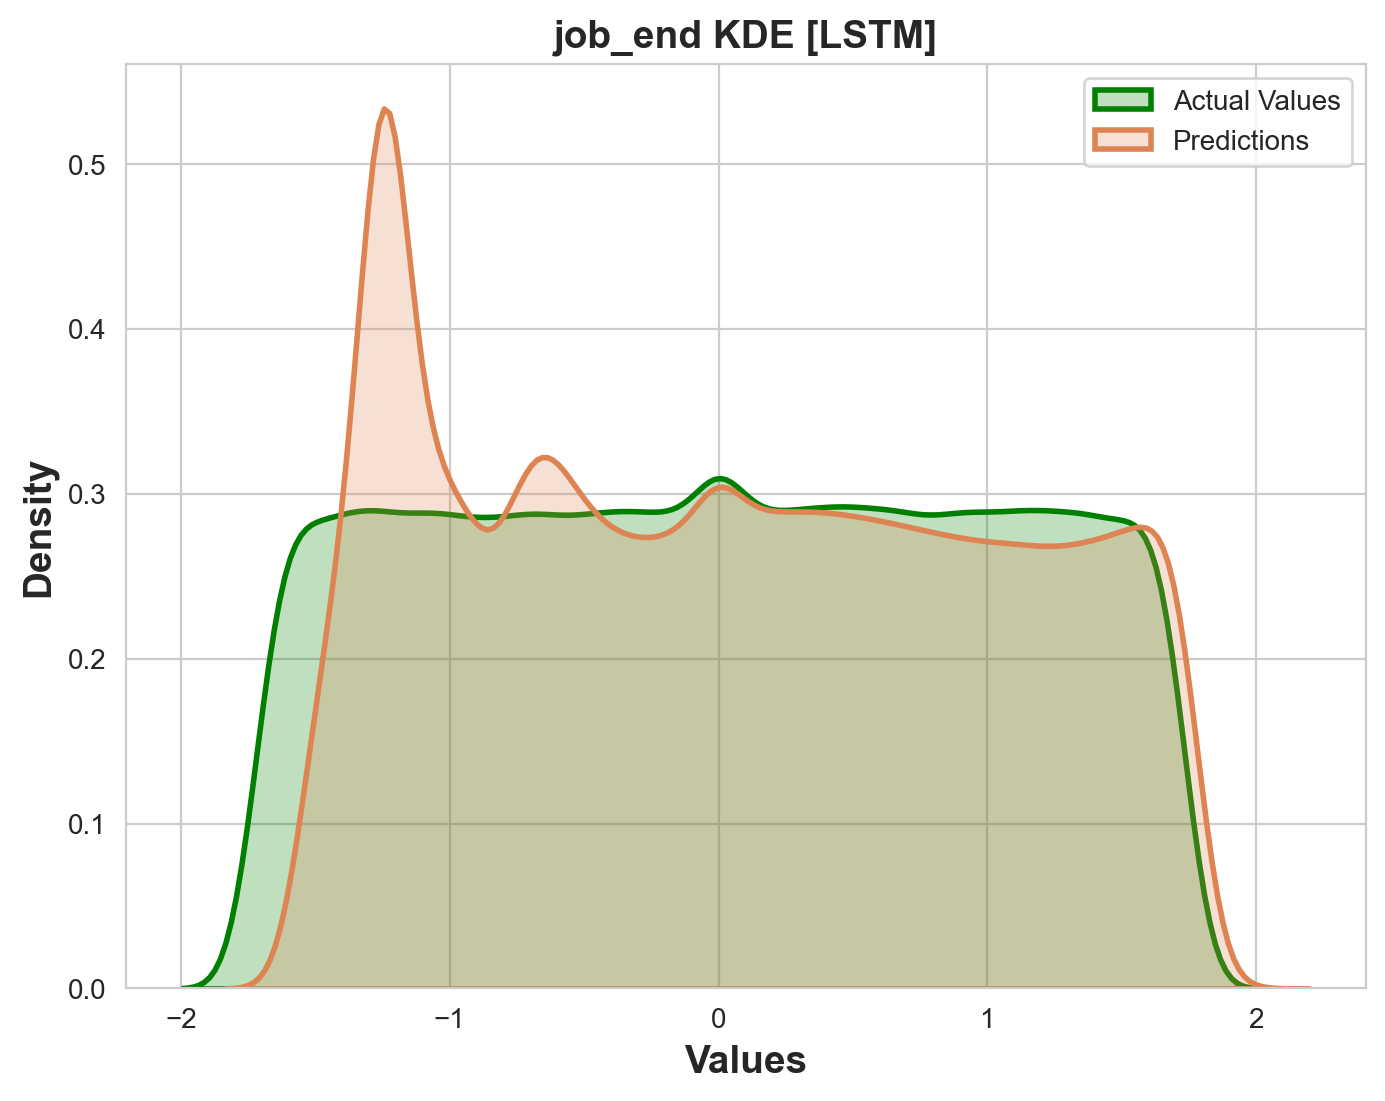 job_end KDE [LSTM]
Actual Values
Predictions
Density
0.5
0.4
0.3
0.2
0.1
0.0
−2
−1
0
1
2
Values